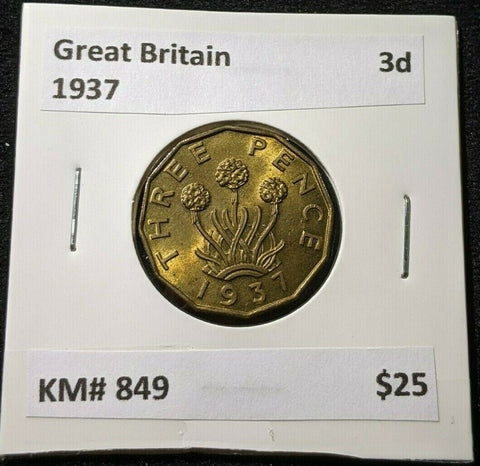 Great Britain 3d
1937
THREE PENCE
1937
KM# 849 $25